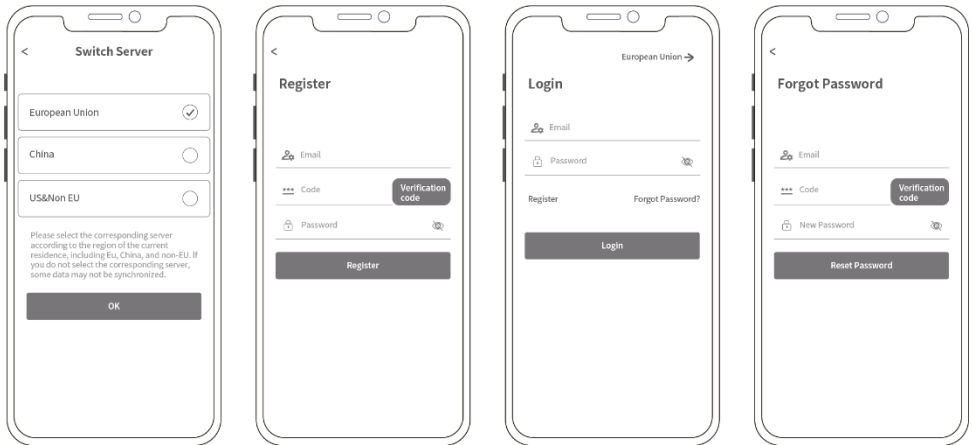 <
Switch Server
European Union
China
US&Non EU
Please select the corresponding server
according to the region of the current
residence, including Eu, China, and non-EU. If
you do not select the corresponding server,
some data may not be synchronized.
OK
<
Register
Email
*** Code
Verification
code
Password
Register
European Union →
Login
Email
Password
Register
Forgot Password?
Login
<
Forgot Password
Email
*** Code
Verification
code
New Password
Reset Password